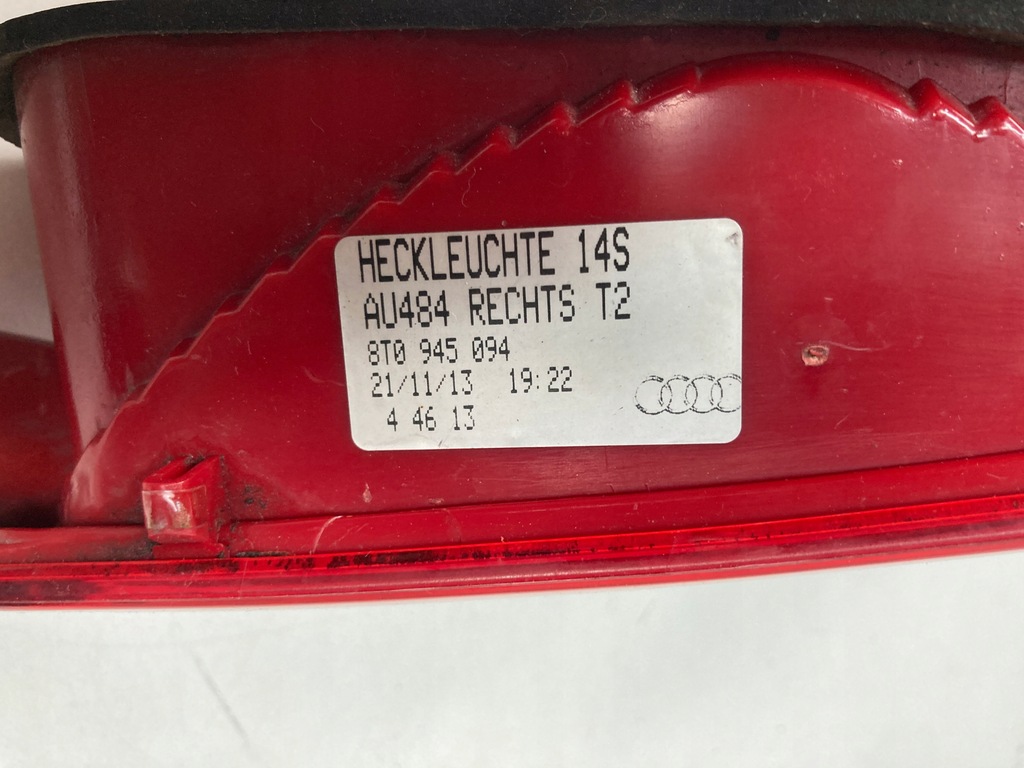 HECKLEUCHTE 14S
AU484 RECHTS T2
8T0 945 094
21/11/13 19:22
4 46 13